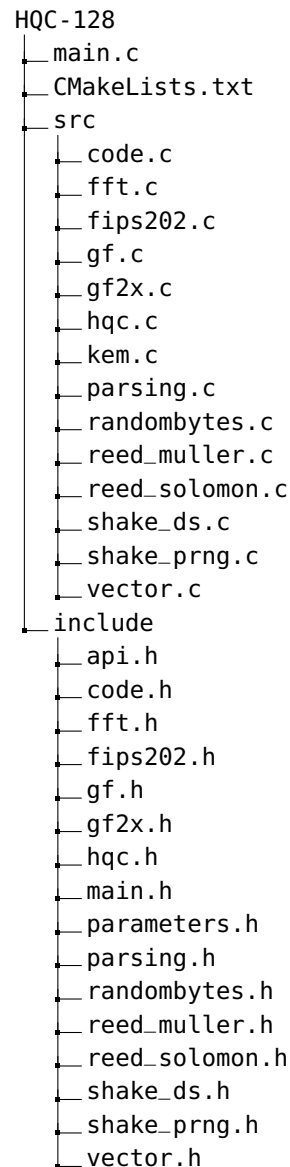 HQC-128
main.c
CMakeLists.txt
src
code.c
fft.c
fips202.c
gf.c
gf2x.c
hqc.c
kem.c
parsing.c
randombytes.c
reed_muller.c
reed_solomon.c
shake_ds.c
shake_prng.c
vector.c
include
api.h
code.h
fft.h
fips202.h
gf.h
gf2x.h
hqc.h
main.h
parameters.h
parsing.h
randombytes.h
reed_muller.h
reed_solomon.h
shake_ds.h
shake_prng.h
vector.h